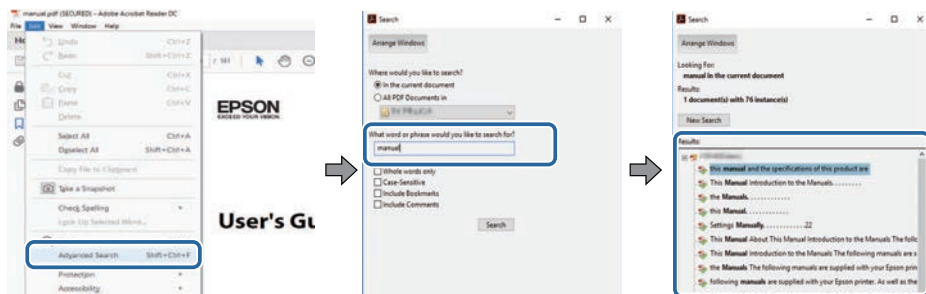 manual.pdf (SECURED) - Adobe Acrobat Reader DC
File Edit View Window Help
Undo Ctrl+Z
Shift+Ctrl+Z
Cut Ctrl+X
Copy Ctrl+C
Paste Ctrl+V
Delete
Select All Ctrl+A
Deselect All Shift+Ctrl+A
Copy File to Clipboard
Take a Snapshot
Check Spelling
Advanced Search Shift+Ctrl+F
Protection
Accessibility
/ 181
EPSON
EXCEED YOUR VISION
User's Gu
Search
Arrange Windows
Where would you like to search?
In the current document
All PDF Documents in
What word or phrase would you like to search for?
manual
Whole words only
Case-Sensitive
Include Bookmarks
Include Comments
Search
Search
Arrange Windows
Looking For:
manual in the current document
Results:
1 document(s) with 76 instance(s)
New Search
Results:
this manual and the specifications of this product are
This Manual Introduction to the Manuals.........
the Manuals............
this Manual............
Settings Manually............22
This Manual About This Manual Introduction to the Manuals The follo
This Manual Introduction to the Manuals The following manuals are s
the Manuals The following manuals are supplied with your Epson prin
following manuals are supplied with your Epson printer. As well as the